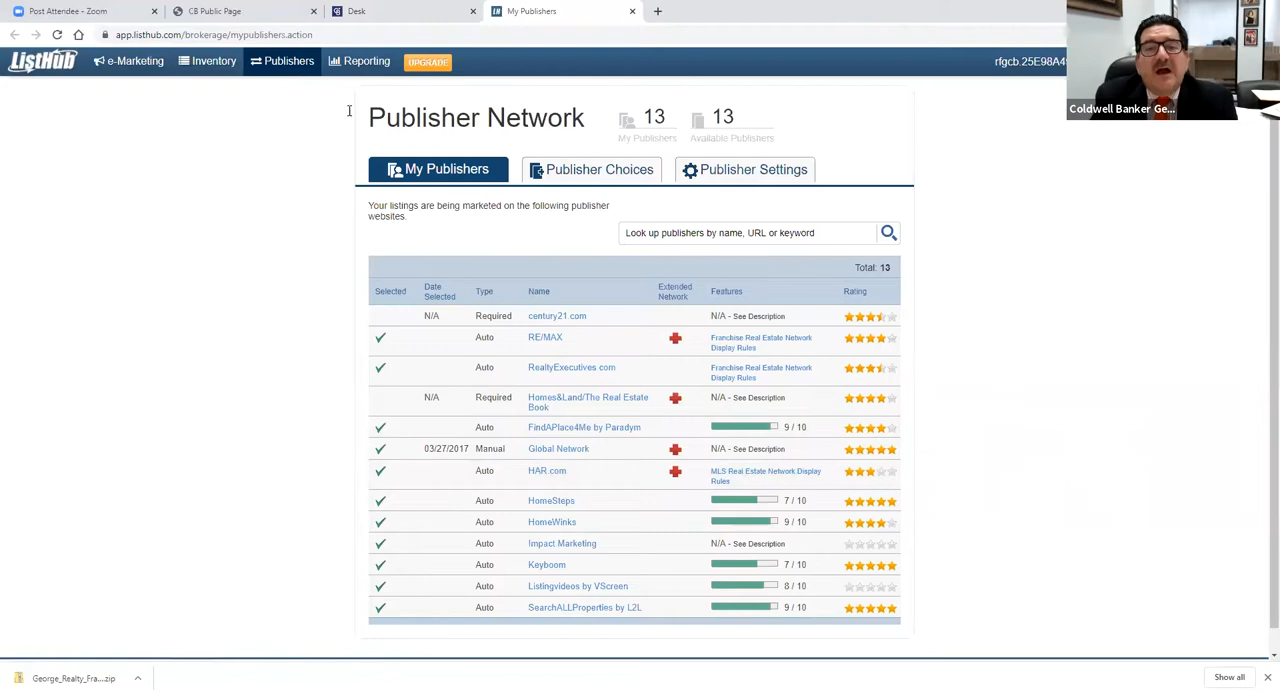 Post Attendee - Zoom
CB Public Page
Desk
My Publishers
app.listhub.com/brokerage/mypublishers.action
ListHub
e-Marketing
Inventory
Publishers
Reporting
UPGRADE
rfgcb.25E98A4
Coldwell Banker Ge...
Publisher Network
13
My Publishers
13
Available Publishers
My Publishers
Publisher Choices
Publisher Settings
Your listings are being marketed on the following publisher
websites.
Look up publishers by name, URL or keyword
Total: 13
Selected Date Selected Type Name Extended Network Features Rating
N/A Required century21.com N/A - See Description
Auto RE/MAX Franchise Real Estate Network
Display Rules
Auto RealtyExecutives.com Franchise Real Estate Network
Display Rules
N/A Required Homes&Land/The Real Estate N/A - See Description
Book
Auto FindAPlace4Me by Paradym 9 / 10
03/27/2017 Manual Global Network N/A - See Description
Auto HAR.com MLS Real Estate Network Display
Rules
Auto HomeSteps 7 / 10
Auto HomeWinks 9 / 10
Auto Impact Marketing N/A - See Description
Auto Keyboom 7 / 10
Auto Listingvideos by VScreen 8 / 10
Auto SearchALLProperties by L2L 9 / 10
George_Realty_Fra....zip
Show all